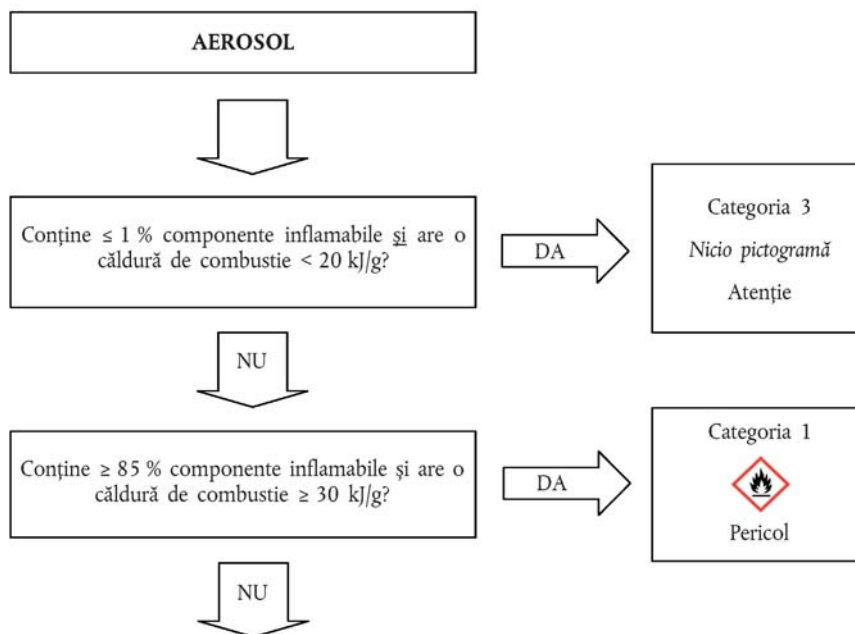 AEROSOL
Conține ≤ 1 % componente inflamabile și are o
căldură de combustie < 20 kJ/g?
DA
Categoria 3
Nicio pictogramă
Atenție
NU
Conține ≥ 85 % componente inflamabile și are o
căldură de combustie ≥ 30 kJ/g?
DA
Categoria 1
Pericol
NU